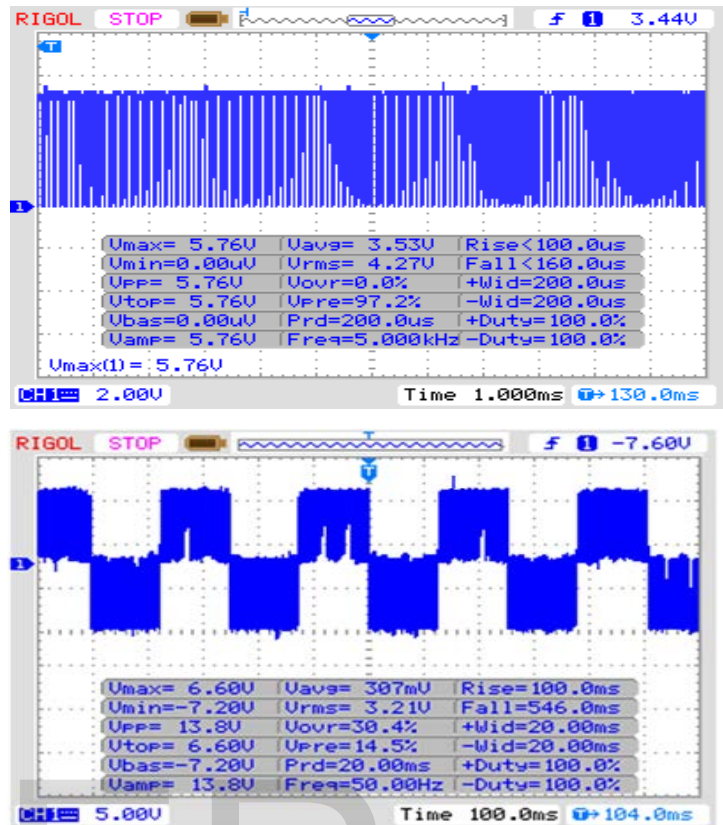 RIGOL STOP T f 1 3.44V
T
1
Vmax= 5.76V Vavg= 3.53V Rise<100.0us
Vmin=0.00uV Vrms= 4.27V Fall<160.0us
Vpp= 5.76V Vovr=0.0% +Wid=200.0us
Vtop= 5.76V Vpre=97.2% -Wid=200.0us
Vbas=0.00uV Prd=200.0us +Duty=100.0%
Vamp= 5.76V Freq=5.000kHz -Duty=100.0%
Vmax(1)= 5.76V
CH1 2.00V Time 1.000ms T→130.0ms
RIGOL STOP T f 1 -7.60V
T
1
Vmax= 6.60V Vavg= 307mV Rise=100.0ms
Vmin=-7.20V Vrms= 3.21V Fall=546.0ms
Vpp= 13.8V Vovr=30.4% +Wid=20.00ms
Vtop= 6.60V Vpre=14.5% -Wid=20.00ms
Vbas=-7.20V Prd=20.00ms +Duty=100.0%
Vamp= 13.8V Freq=50.00Hz -Duty=100.0%
CH1 5.00V Time 100.0ms T→104.0ms